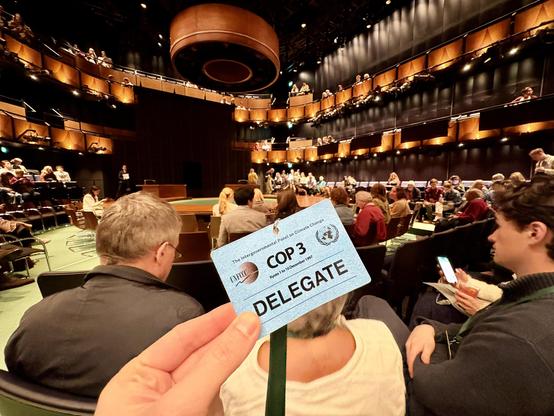 The Intergovernmental Panel on Climate Change
COP 3
Kyoto 1 to 10 December 1997
DELEGATE